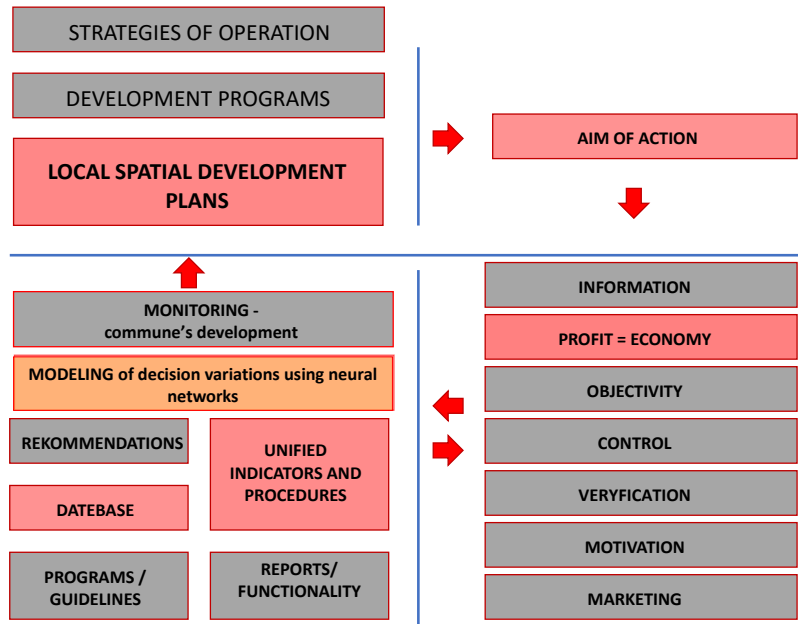 STRATEGIES OF OPERATION
DEVELOPMENT PROGRAMS
LOCAL SPATIAL DEVELOPMENT
PLANS
AIM OF ACTION
MONITORING -
commune's development
MODELING of decision variations using neural
networks
REKOMMENDATIONS
UNIFIED
INDICATORS AND
PROCEDURES
DATEBASE
PROGRAMS /
GUIDELINES
REPORTS/
FUNCTIONALITY
INFORMATION
PROFIT = ECONOMY
OBJECTIVITY
CONTROL
VERYFICATION
MOTIVATION
MARKETING